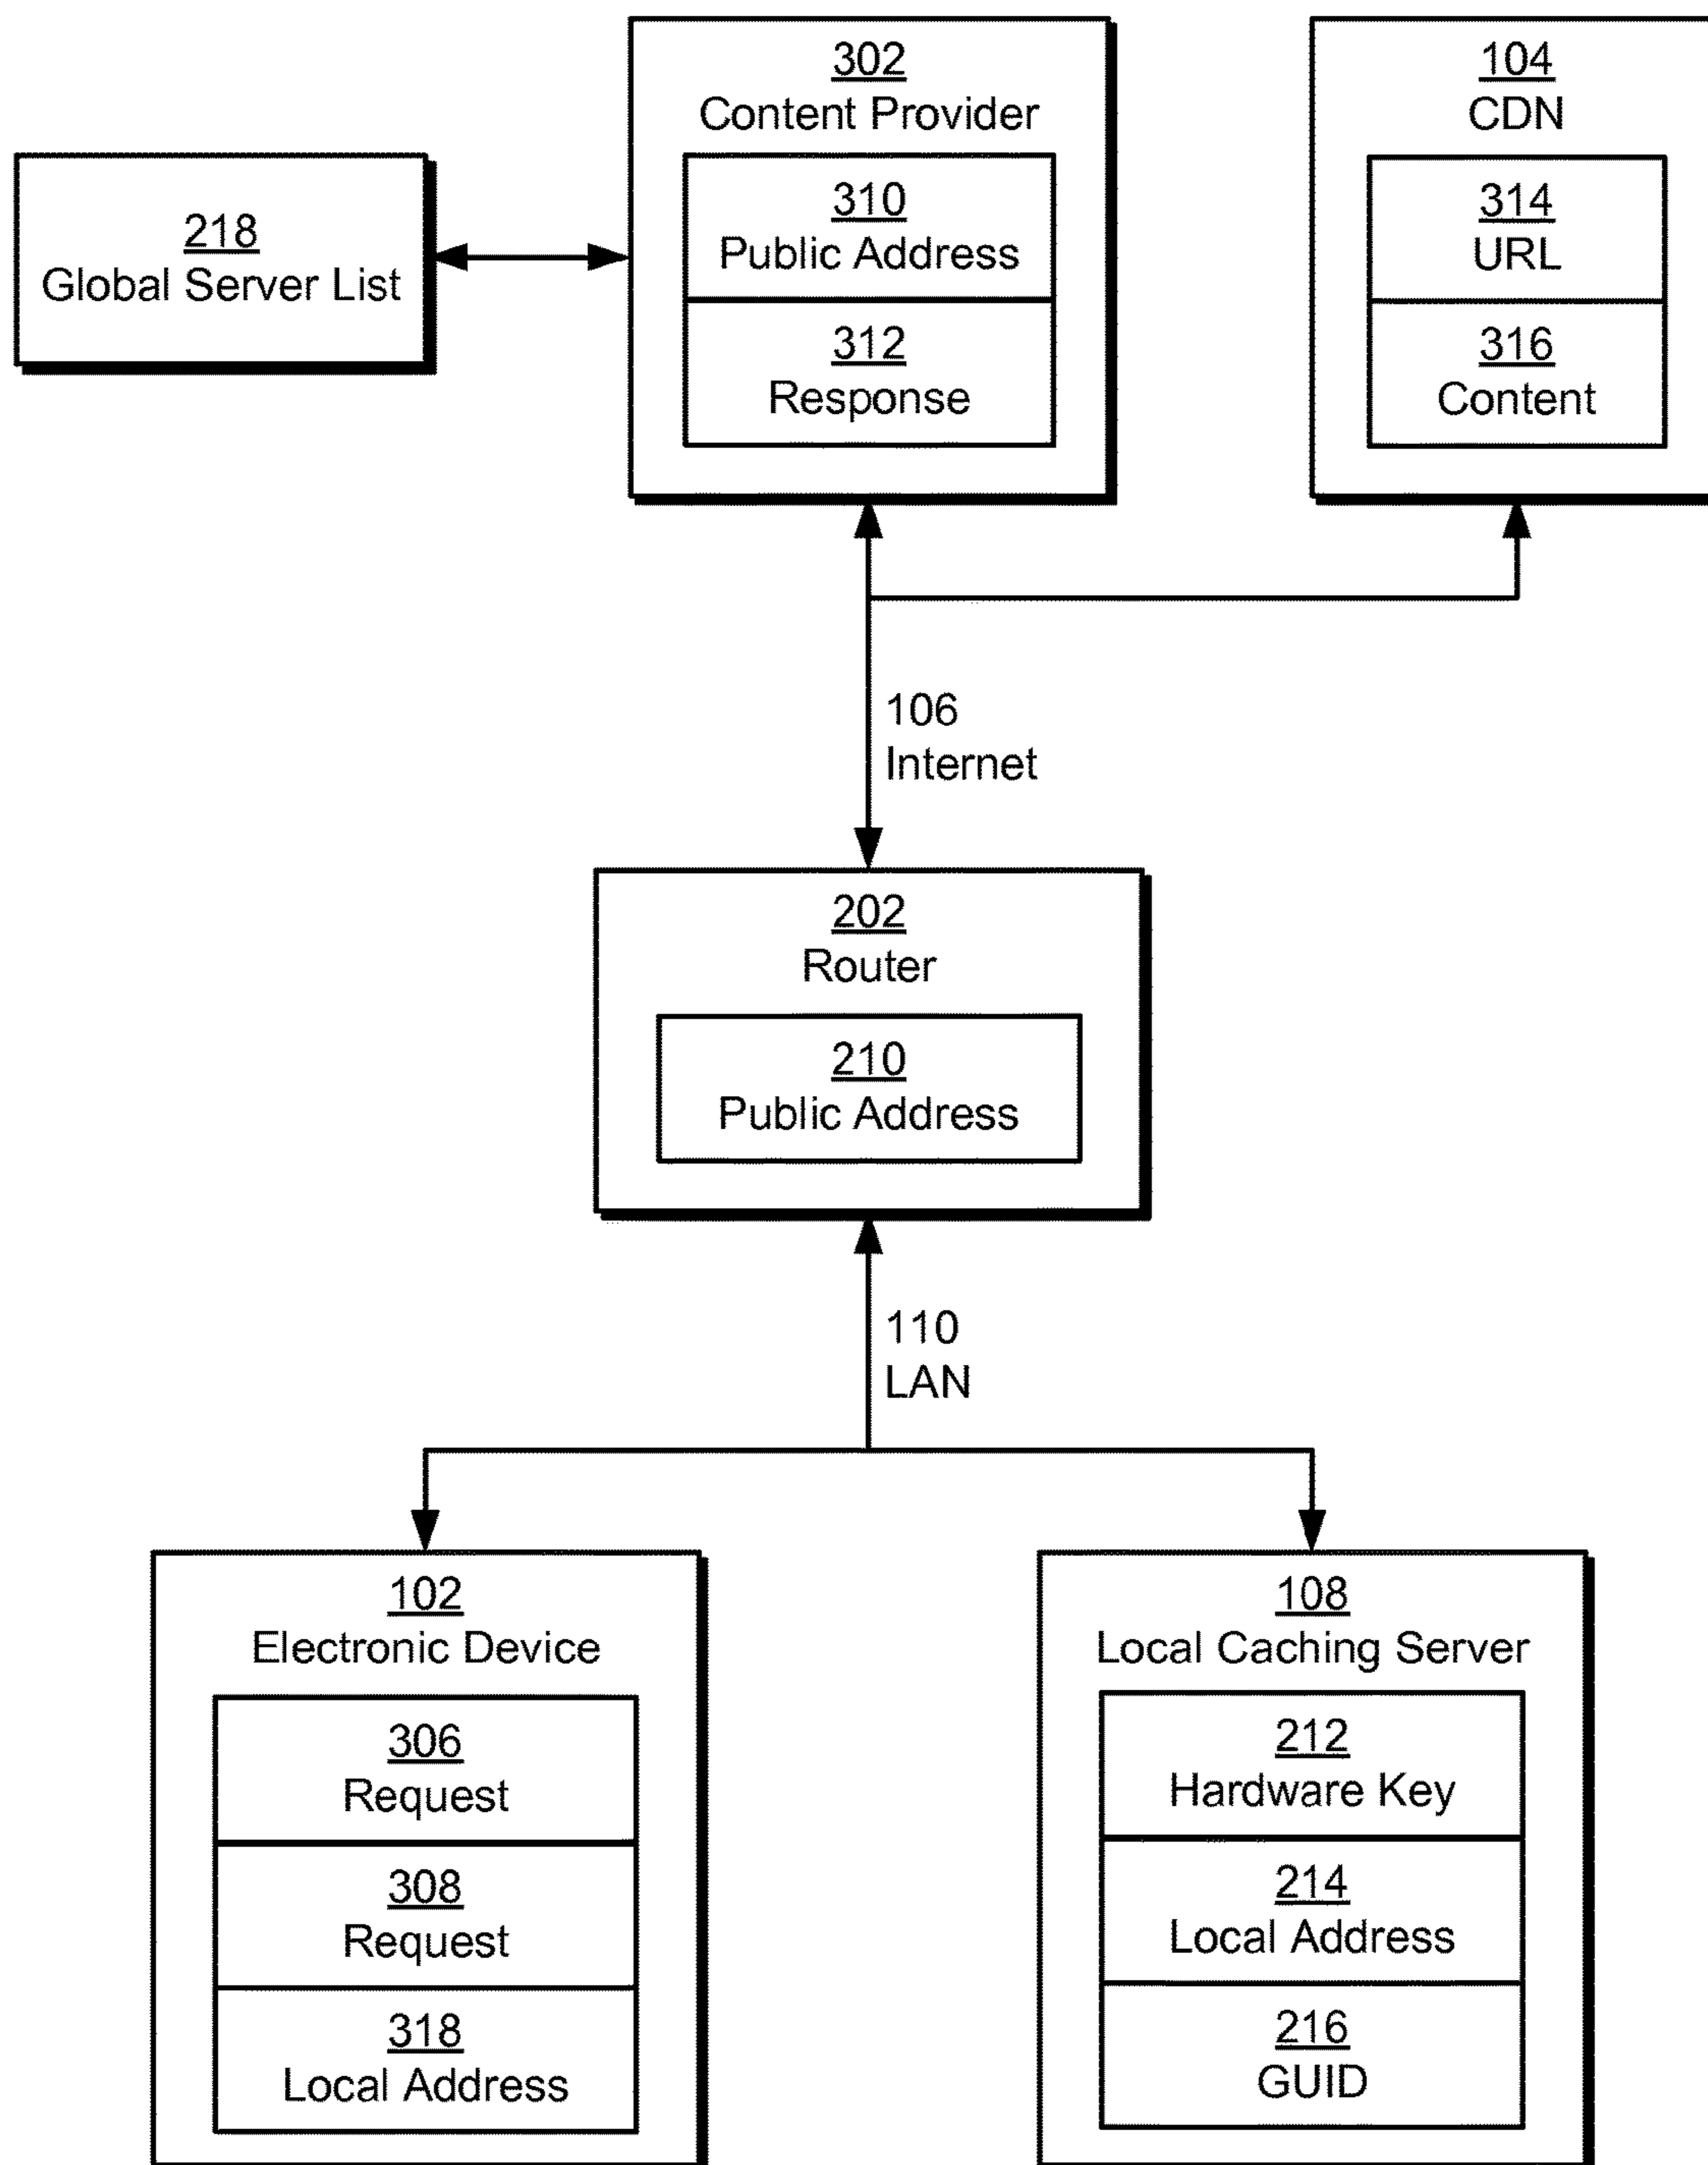 302
Content Provider
310
Public Address
312
Response
104
CDN
314
URL
316
Content
218
Global Server List
106
Internet
202
Router
210
Public Address
110
LAN
102
Electronic Device
306
Request
308
Request
318
Local Address
108
Local Caching Server
212
Hardware Key
214
Local Address
216
GUID